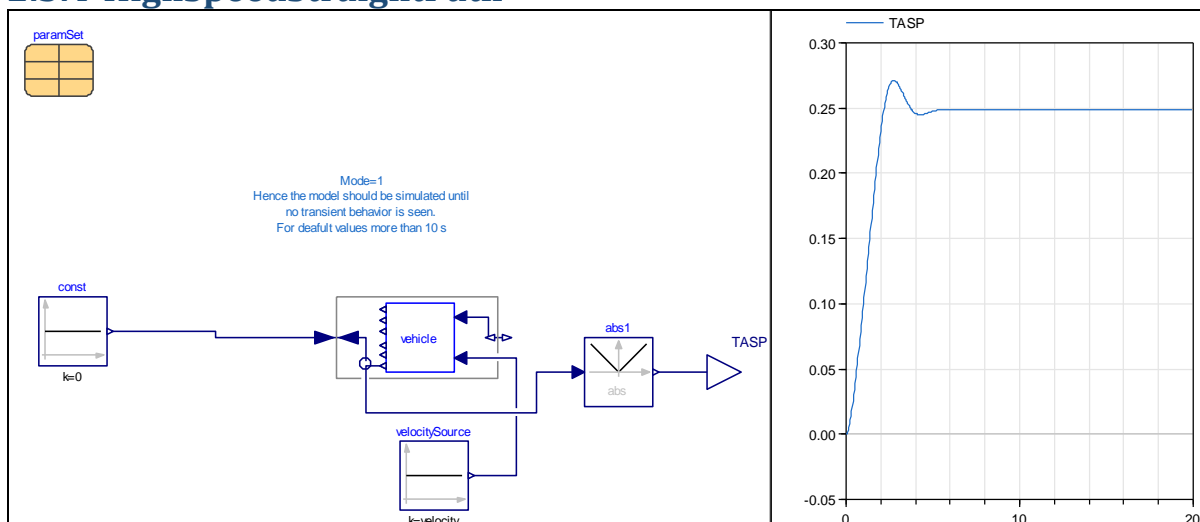 paramSet
Mode=1
Hence the model should be simulated until
no transient behavior is seen.
For deafult values more than 10 s
const
k=0
vehicle
abs1
abs
TASP
velocitySource
k=velocity
TASP
0.30
0.25
0.20
0.15
0.10
0.05
0.00
-0.05
0
10
20